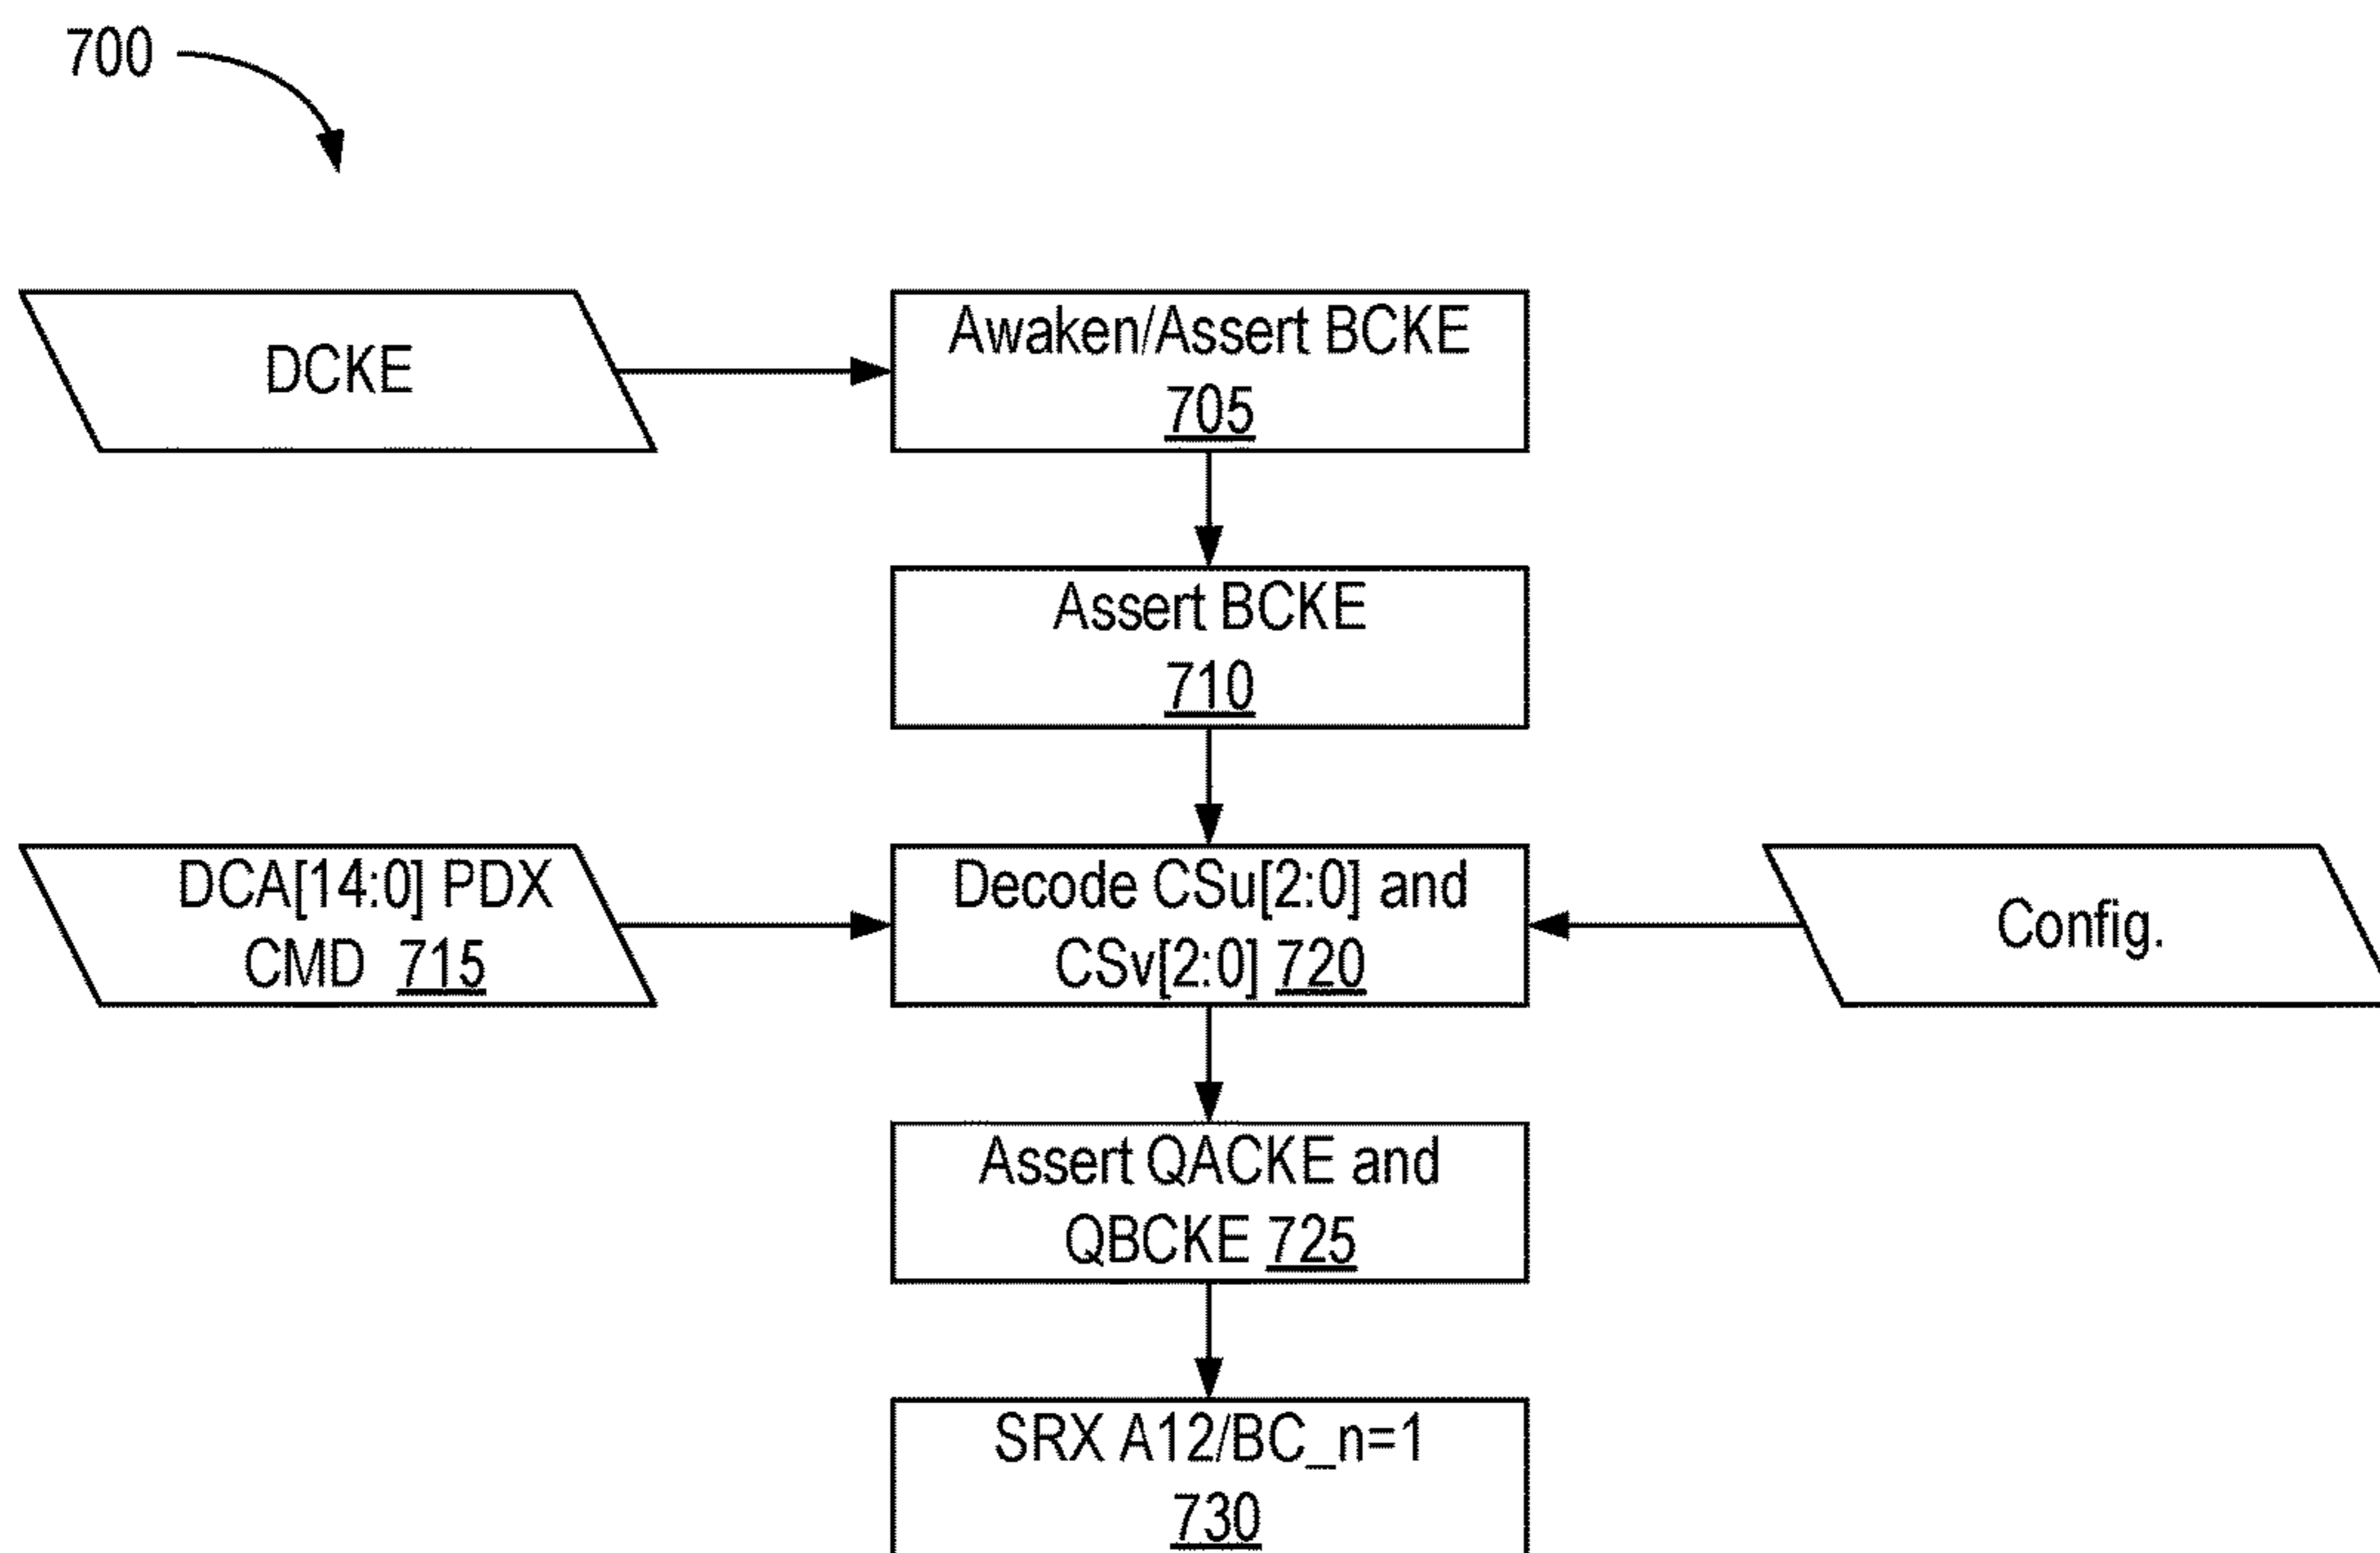 700
DCKE
Awaken/Assert BCKE
705
Assert BCKE
710
DCA[14:0] PDX
CMD 715
Decode CSu[2:0] and
CSv[2:0] 720
Config.
Assert QACKE and
QBCKE 725
SRX A12/BC_n=1
730